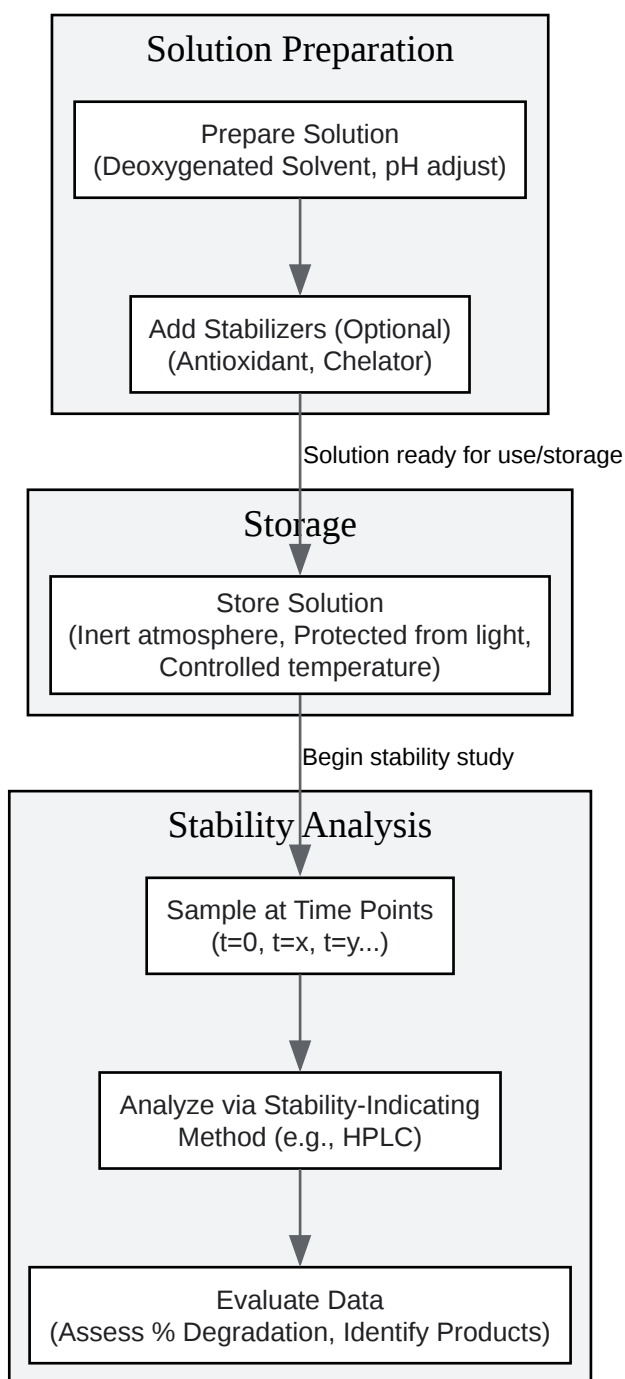 Solution Preparation
Prepare Solution
(Deoxygenated Solvent, pH adjust)
Add Stabilizers (Optional)
(Antioxidant, Chelator)
Solution ready for use/storage
Storage
Store Solution
(Inert atmosphere, Protected from light,
Controlled temperature)
Begin stability study
Stability Analysis
Sample at Time Points
(t=0, t=x, t=y...)
Analyze via Stability-Indicating
Method (e.g., HPLC)
Evaluate Data
(Assess % Degradation, Identify Products)